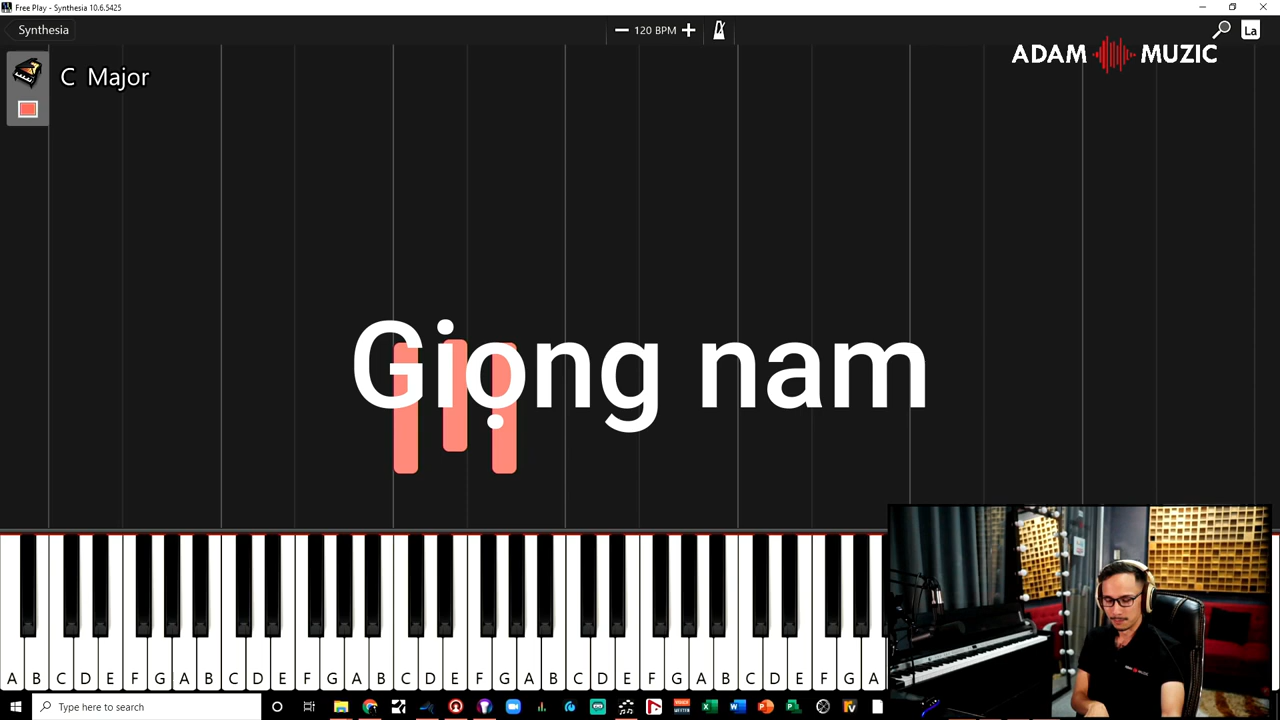 Free Play - Synthesia 10.6.5425
Synthesia
120 BPM
La
ADAM MUZIC
C Major
Giọng nam
A B C D E F G A B C D E F G A B C D E F G A B C D E F G A B C D E F G A
Type here to search